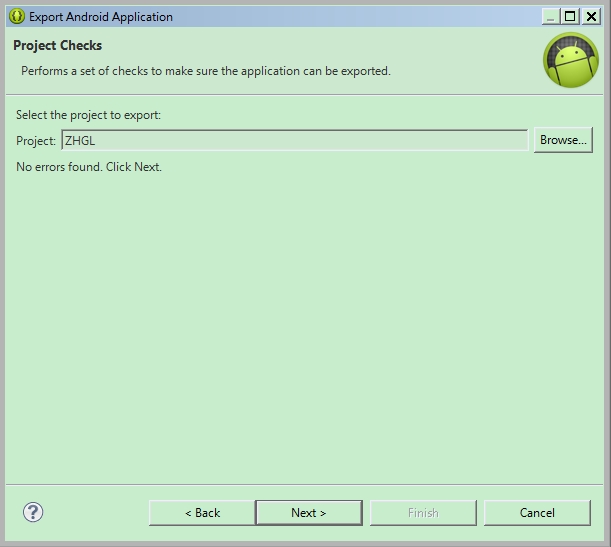 Export Android Application
Project Checks
Performs a set of checks to make sure the application can be exported.
Select the project to export:
Project: ZHGL Browse...
No errors found. Click Next.
? < Back Next > Finish Cancel